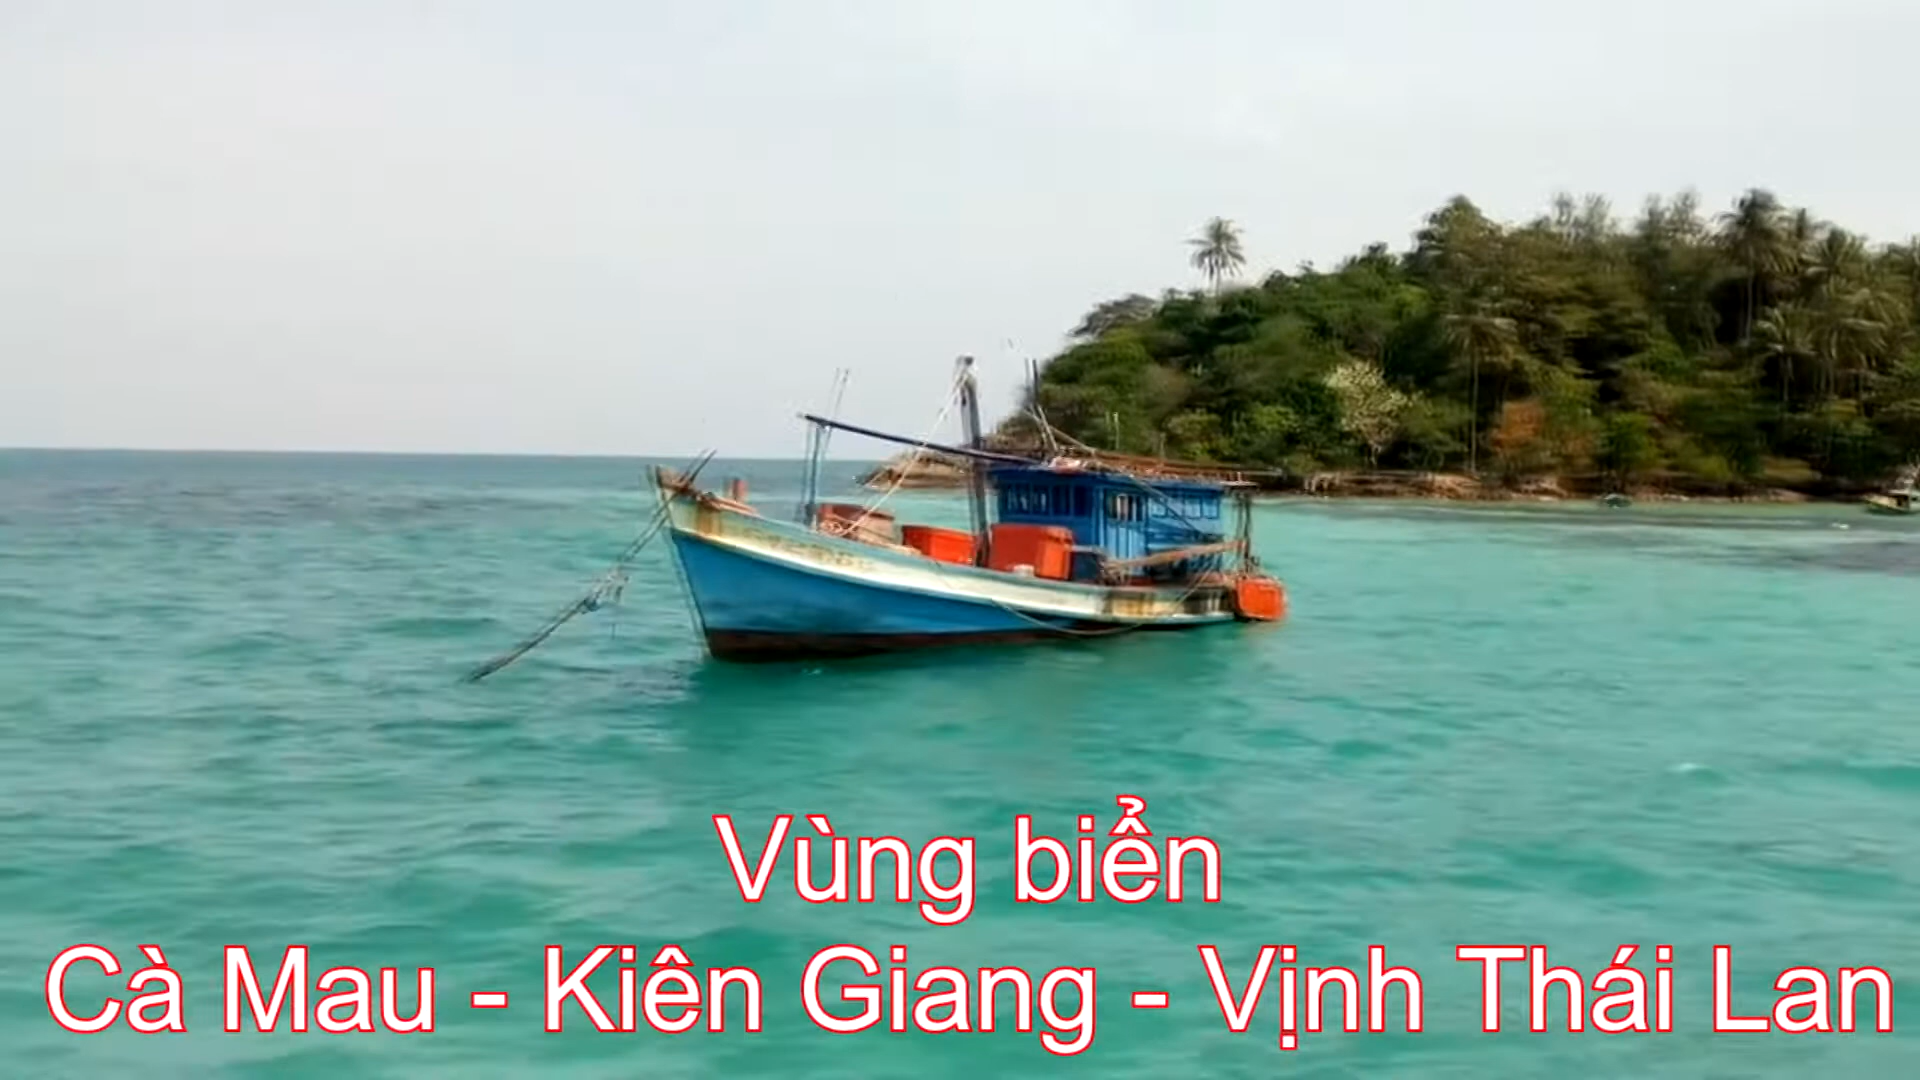 Vùng biển
Cà Mau - Kiên Giang - Vịnh Thái Lan